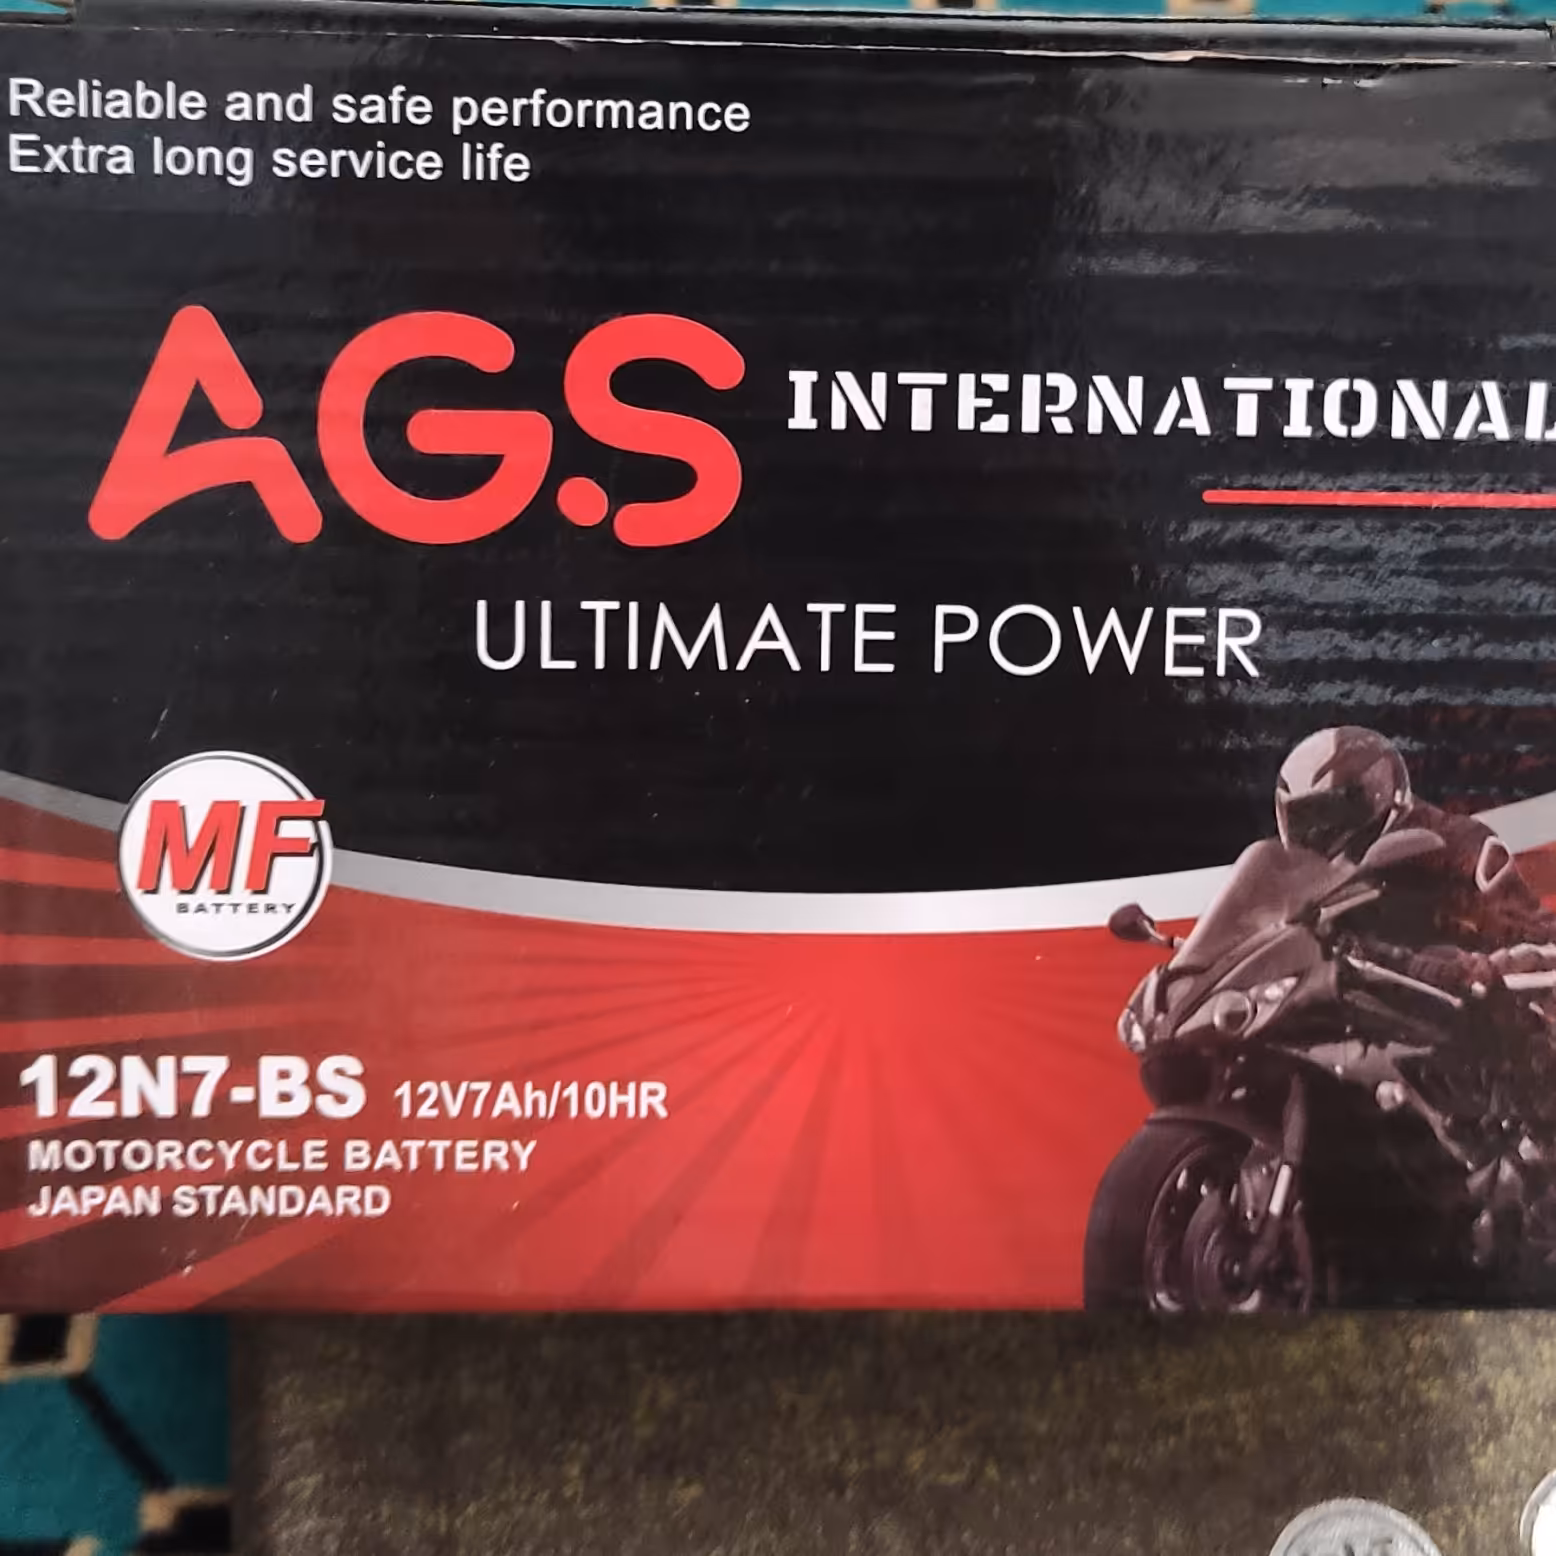 Reliable and safe performance
Extra long service life
AG.S INTERNATIONAL
ULTIMATE POWER
MF
BATTERY
12N7-BS 12V7Ah/10HR
MOTORCYCLE BATTERY
JAPAN STANDARD